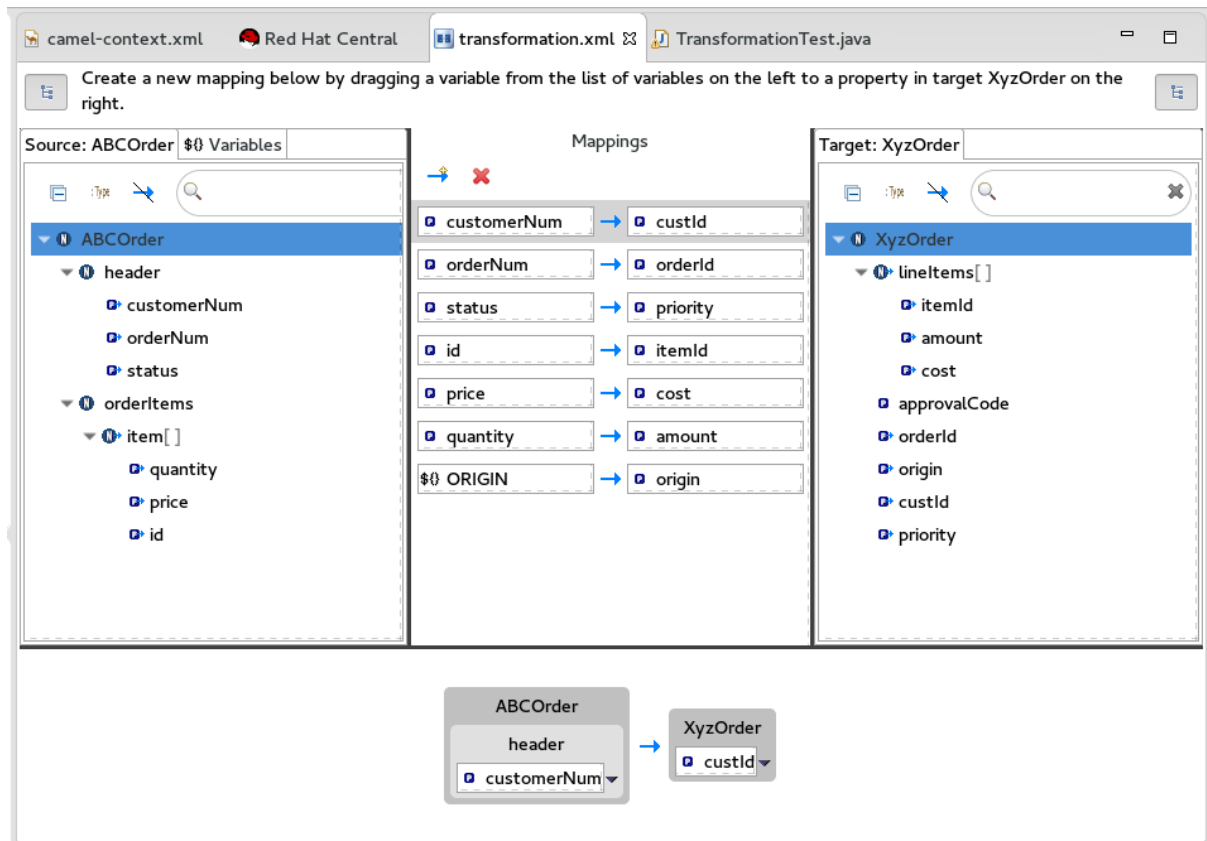 camel-context.xml
Red Hat Central
transformation.xml
TransformationTest.java
Create a new mapping below by dragging a variable from the list of variables on the left to a property in target XyzOrder on the
right.
Source: ABCOrder
${} Variables
:Type
ABCOrder
header
customerNum
orderNum
status
orderItems
item[ ]
quantity
price
id
Mappings
customerNum custId
orderNum orderId
status priority
id itemId
price cost
quantity amount
${} ORIGIN origin
Target: XyzOrder
:Type
XyzOrder
lineItems[ ]
itemId
amount
cost
approvalCode
orderId
origin
custId
priority
ABCOrder
header
customerNum
XyzOrder
custId